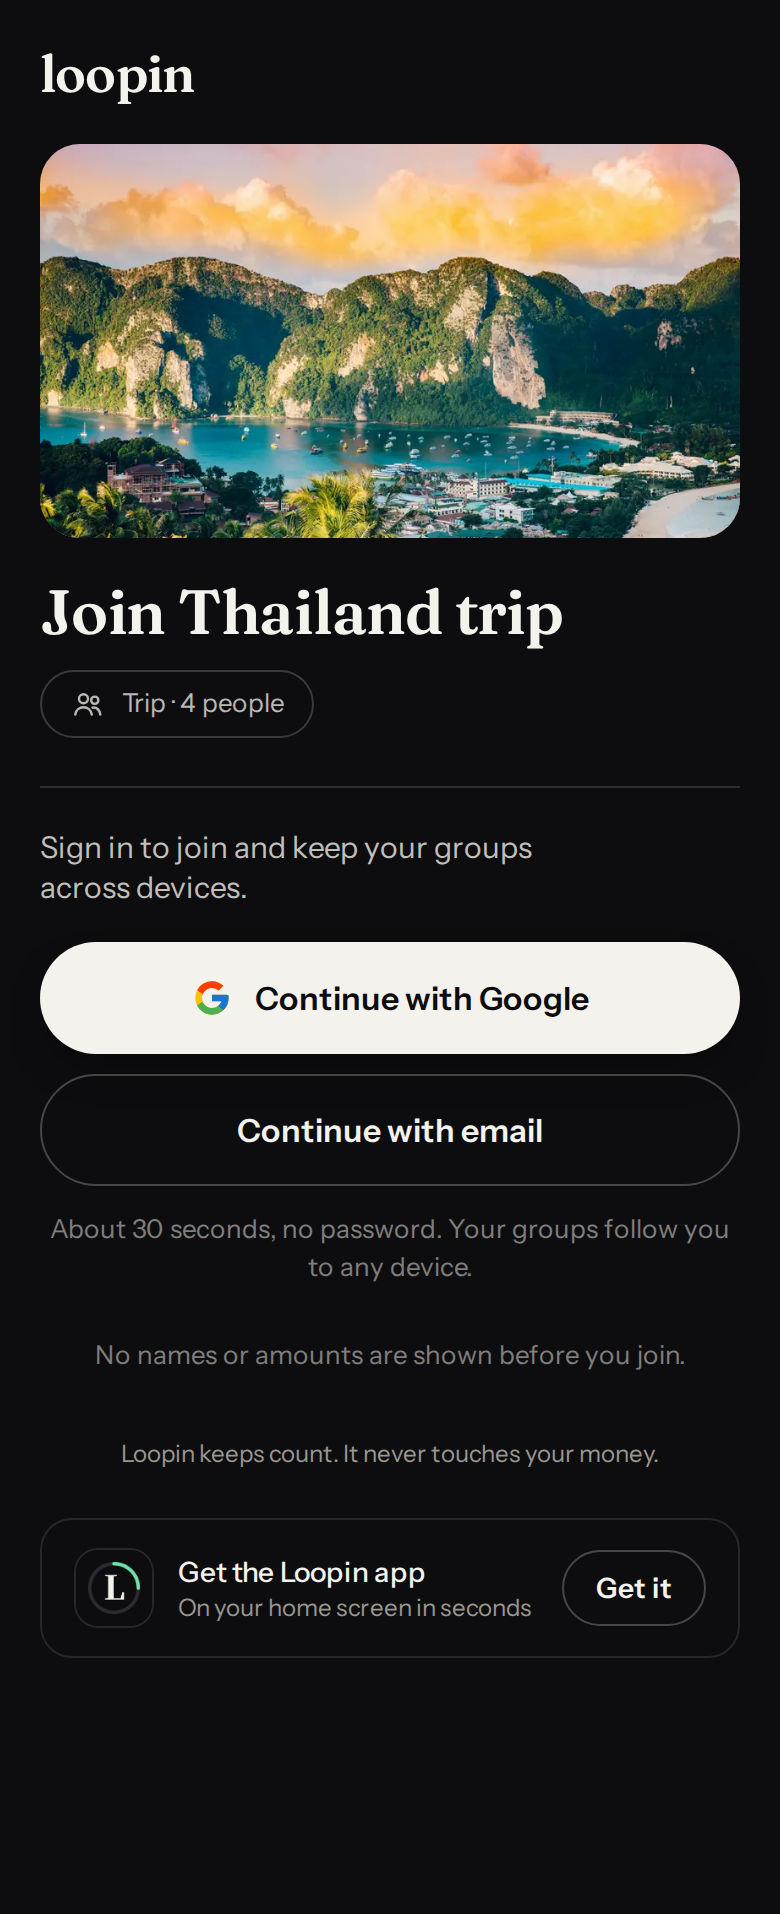 loopin
Join Thailand trip
Trip · 4 people
Sign in to join and keep your groups
across devices.
Continue with Google
Continue with email
About 30 seconds, no password. Your groups follow you
to any device.
No names or amounts are shown before you join.
Loopin keeps count. It never touches your money.
L
Get the Loopin app
On your home screen in seconds
Get it